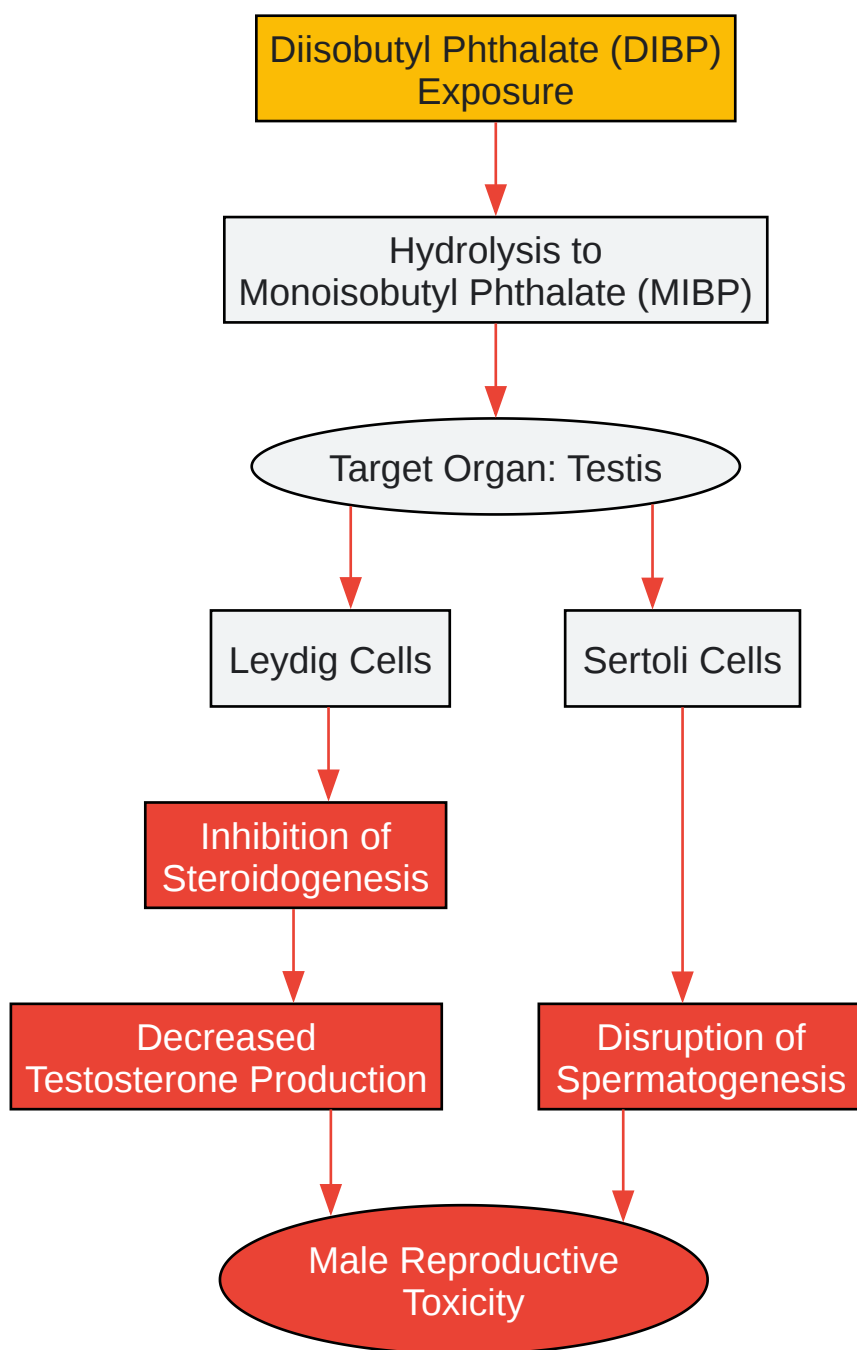 Diisobutyl Phthalate (DIBP)
Exposure
Hydrolysis to
Monoisobutyl Phthalate (MIBP)
Target Organ: Testis
Leydig Cells
Sertoli Cells
Inhibition of
Steroidogenesis
Decreased
Testosterone Production
Disruption of
Spermatogenesis
Male Reproductive
Toxicity